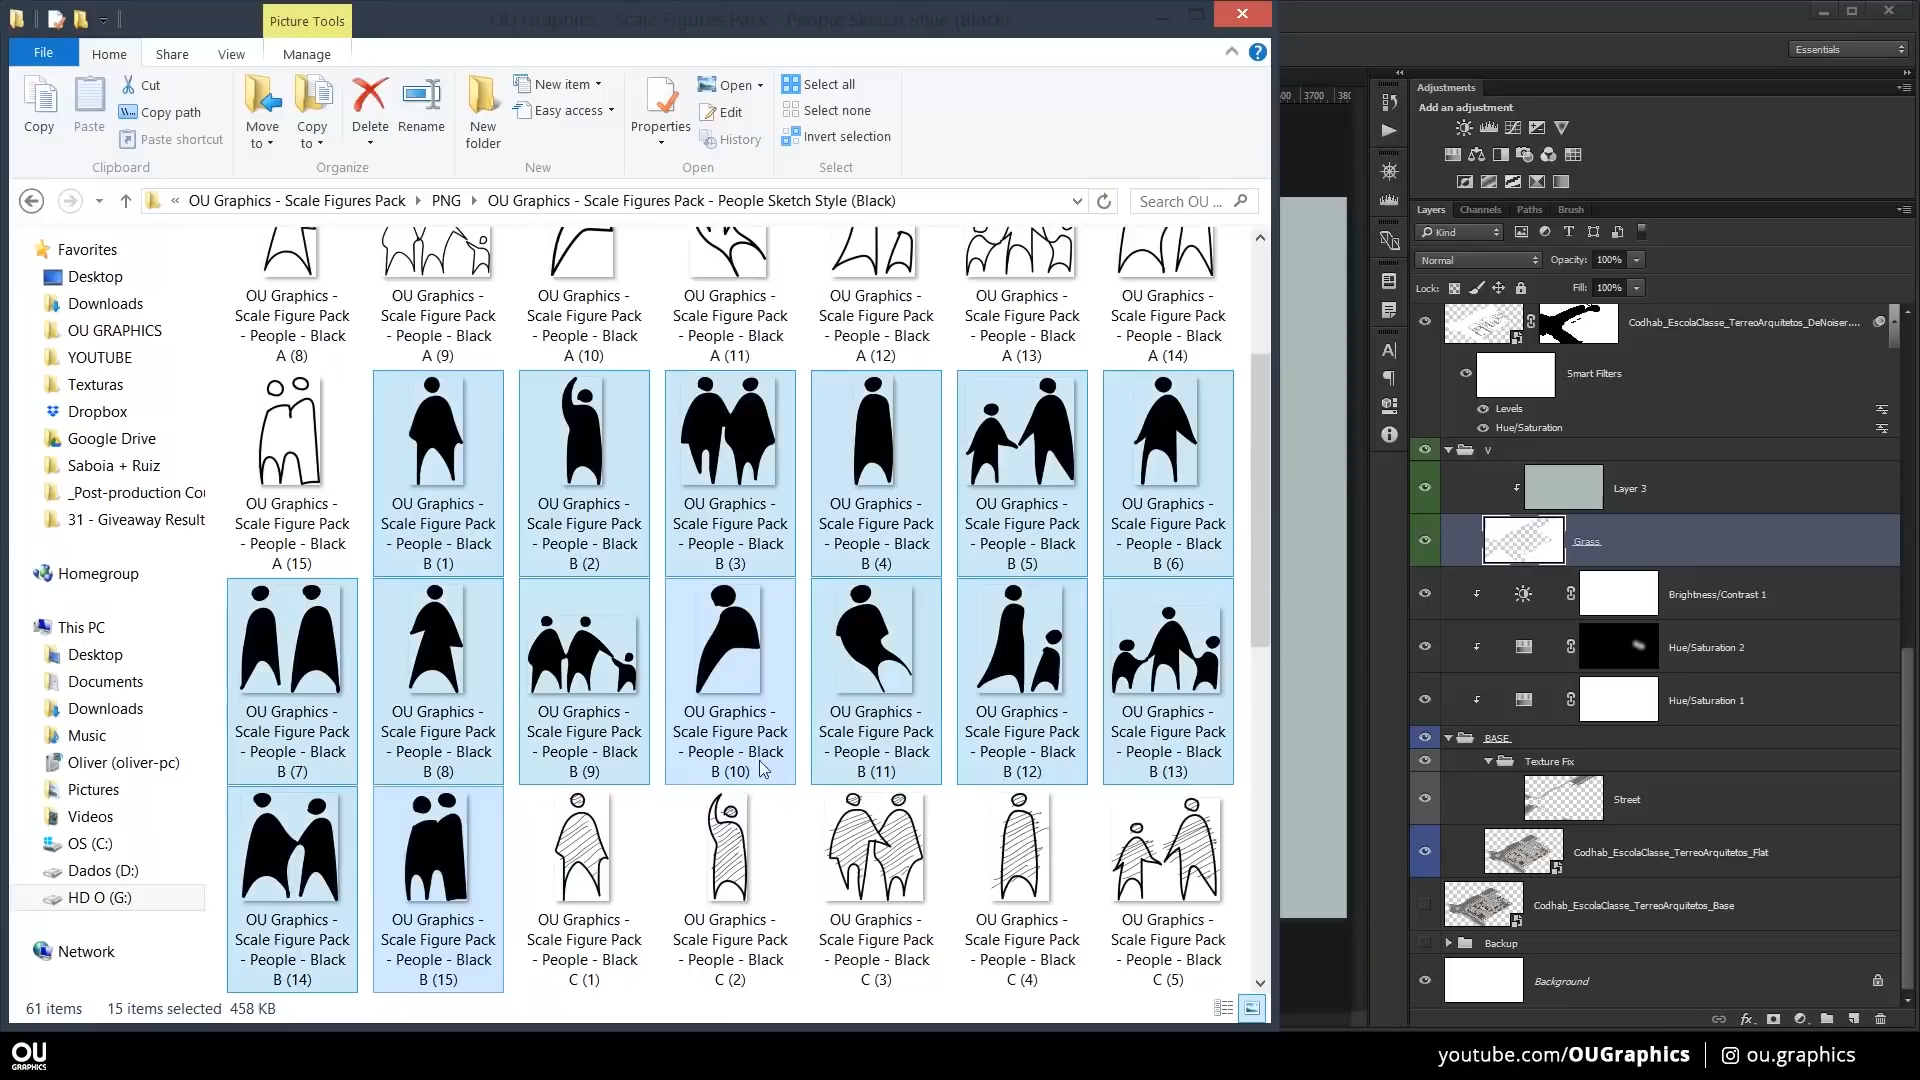 Picture Tools
OU Graphics - Scale Figures Pack - People Sketch Style (Black)
File
Home
Share
View
Manage
Essentials
Copy
Paste
Cut
Copy path
Paste shortcut
Move to
Copy to
Delete
Rename
New folder
New item
Easy access
Properties
Open
Edit
History
Select all
Select none
Invert selection
Clipboard
Organize
New
Open
Select
« OU Graphics - Scale Figures Pack
PNG
OU Graphics - Scale Figures Pack - People Sketch Style (Black)
Search OU ...
Favorites
Desktop
Downloads
OU GRAPHICS
YOUTUBE
Texturas
Dropbox
Google Drive
Saboia + Ruiz
_Post-production Cou
31 - Giveaway Result
Homegroup
This PC
Desktop
Documents
Downloads
Music
Oliver (oliver-pc)
Pictures
Videos
OS (C:)
Dados (D:)
HD O (G:)
Network
OU Graphics - Scale Figure Pack - People - Black A (8)
OU Graphics - Scale Figure Pack - People - Black A (9)
OU Graphics - Scale Figure Pack - People - Black A (10)
OU Graphics - Scale Figure Pack - People - Black A (11)
OU Graphics - Scale Figure Pack - People - Black A (12)
OU Graphics - Scale Figure Pack - People - Black A (13)
OU Graphics - Scale Figure Pack - People - Black A (14)
OU Graphics - Scale Figure Pack - People - Black A (15)
OU Graphics - Scale Figure Pack - People - Black B (1)
OU Graphics - Scale Figure Pack - People - Black B (2)
OU Graphics - Scale Figure Pack - People - Black B (3)
OU Graphics - Scale Figure Pack - People - Black B (4)
OU Graphics - Scale Figure Pack - People - Black B (5)
OU Graphics - Scale Figure Pack - People - Black B (6)
OU Graphics - Scale Figure Pack - People - Black B (7)
OU Graphics - Scale Figure Pack - People - Black B (8)
OU Graphics - Scale Figure Pack - People - Black B (9)
OU Graphics - Scale Figure Pack - People - Black B (10)
OU Graphics - Scale Figure Pack - People - Black B (11)
OU Graphics - Scale Figure Pack - People - Black B (12)
OU Graphics - Scale Figure Pack - People - Black B (13)
OU Graphics - Scale Figure Pack - People - Black B (14)
OU Graphics - Scale Figure Pack - People - Black B (15)
OU Graphics - Scale Figure Pack - People - Black C (1)
OU Graphics - Scale Figure Pack - People - Black C (2)
OU Graphics - Scale Figure Pack - People - Black C (3)
OU Graphics - Scale Figure Pack - People - Black C (4)
OU Graphics - Scale Figure Pack - People - Black C (5)
61 items
15 items selected 458 KB
3700
Adjustments
Add an adjustment
Layers
Channels
Paths
Brush
Kind
Normal
Opacity: 100%
Lock:
Fill: 100%
Codhab_EscolaClasse_TerreoArquitetos_DeNoiser....
Smart Filters
Levels
Hue/Saturation
V
Layer 3
Grass
Brightness/Contrast 1
Hue/Saturation 2
Hue/Saturation 1
BASE
Texture Fix
Street
Codhab_EscolaClasse_TerreoArquitetos_Flat
Codhab_EscolaClasse_TerreoArquitetos_Base
Backup
Background
fx
OU
GRAPHICS
youtube.com/OUGraphics
ou.graphics